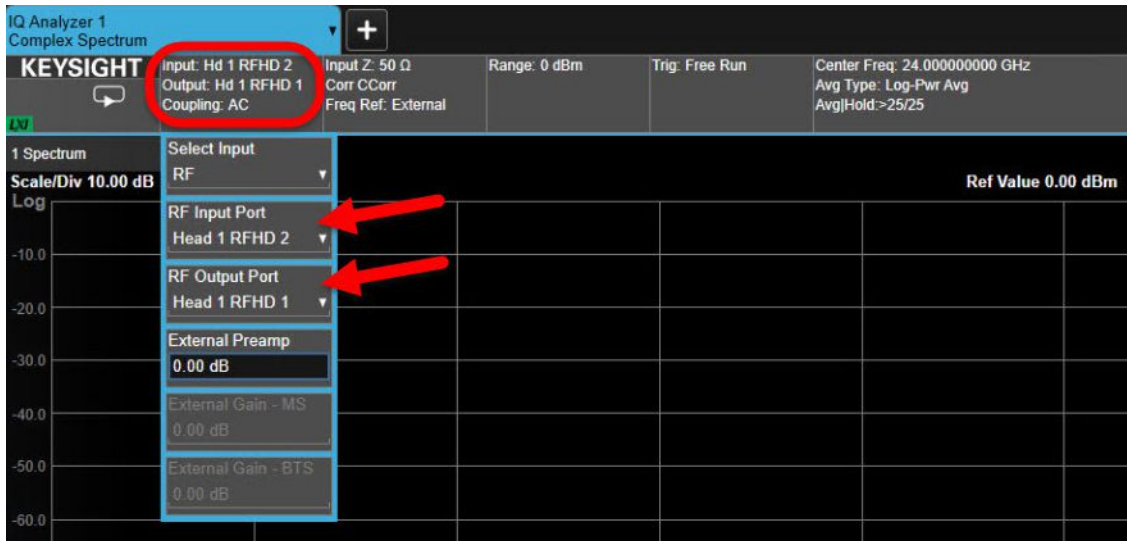 IQ Analyzer 1
Complex Spectrum
+
KEYSIGHT
LXI
Input: Hd 1 RFHD 2
Output: Hd 1 RFHD 1
Coupling: AC
Input Z: 50 Ω
Corr CCorr
Freq Ref: External
Range: 0 dBm
Trig: Free Run
Center Freq: 24.000000000 GHz
Avg Type: Log-Pwr Avg
Avg|Hold:>25/25
1 Spectrum
Scale/Div 10.00 dB
Ref Value 0.00 dBm
Log
-10.0
-20.0
-30.0
-40.0
-50.0
-60.0
Select Input
RF
RF Input Port
Head 1 RFHD 2
RF Output Port
Head 1 RFHD 1
External Preamp
0.00 dB
External Gain - MS
0.00 dB
External Gain - BTS
0.00 dB